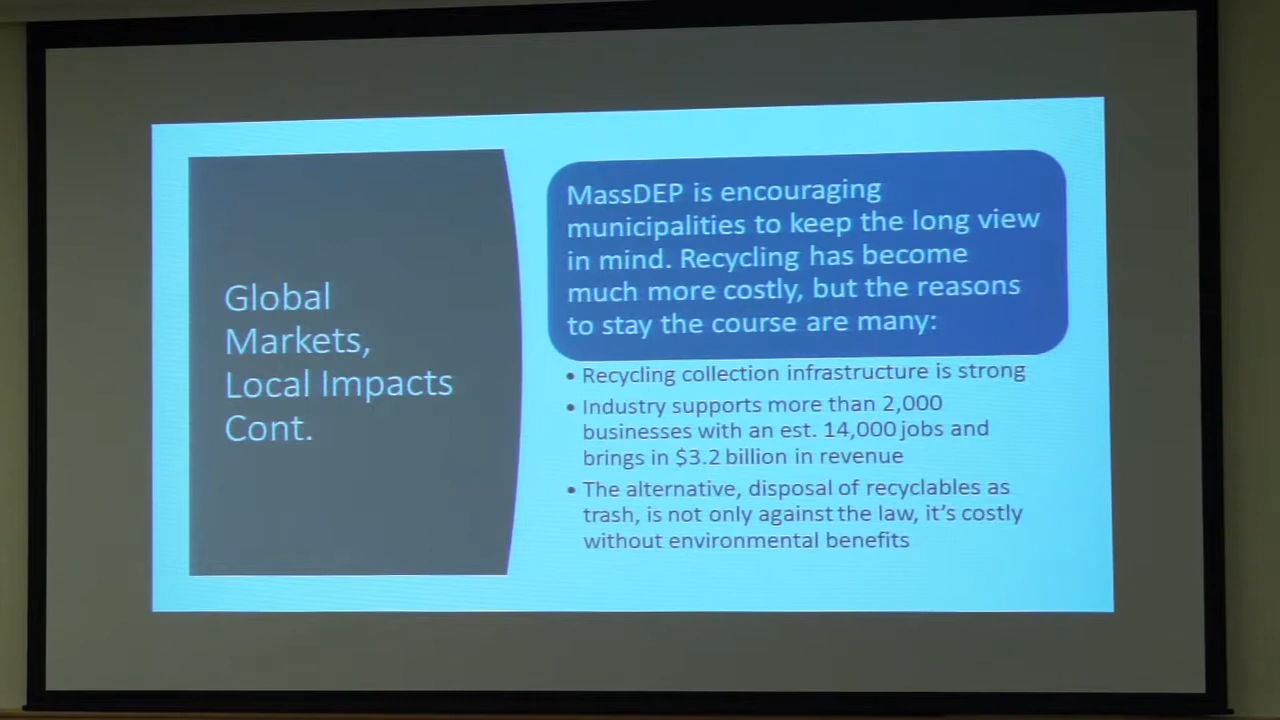 Global
Markets,
Local Impacts
Cont.
MassDEP is encouraging
municipalities to keep the long view
in mind. Recycling has become
much more costly, but the reasons
to stay the course are many:
• Recycling collection infrastructure is strong
• Industry supports more than 2,000
businesses with an est. 14,000 jobs and
brings in $3.2 billion in revenue
• The alternative, disposal of recyclables as
trash, is not only against the law, it's costly
without environmental benefits